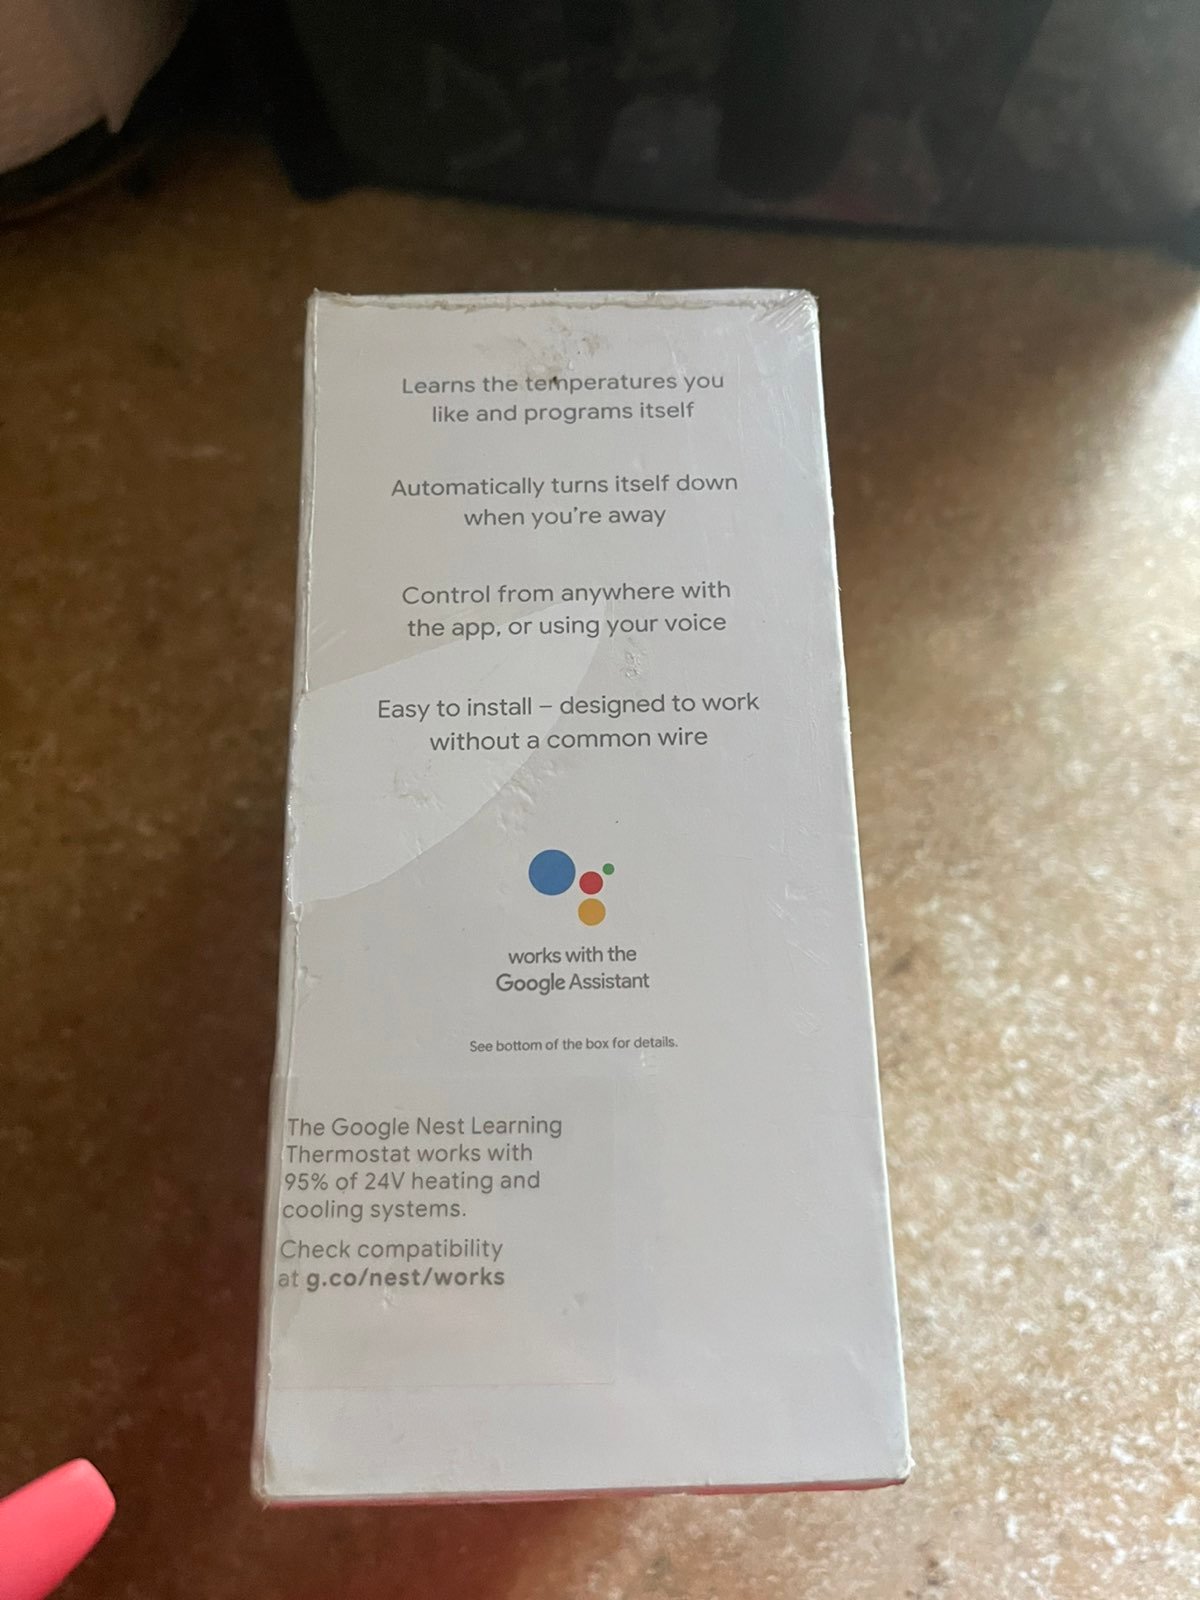 Learns the temperatures you
like and programs itself
Automatically turns itself down
when you're away
Control from anywhere with
the app, or using your voice
Easy to install – designed to work
without a common wire
works with the
Google Assistant
See bottom of the box for details.
The Google Nest Learning
Thermostat works with
95% of 24V heating and
cooling systems.
Check compatibility
at g.co/nest/works